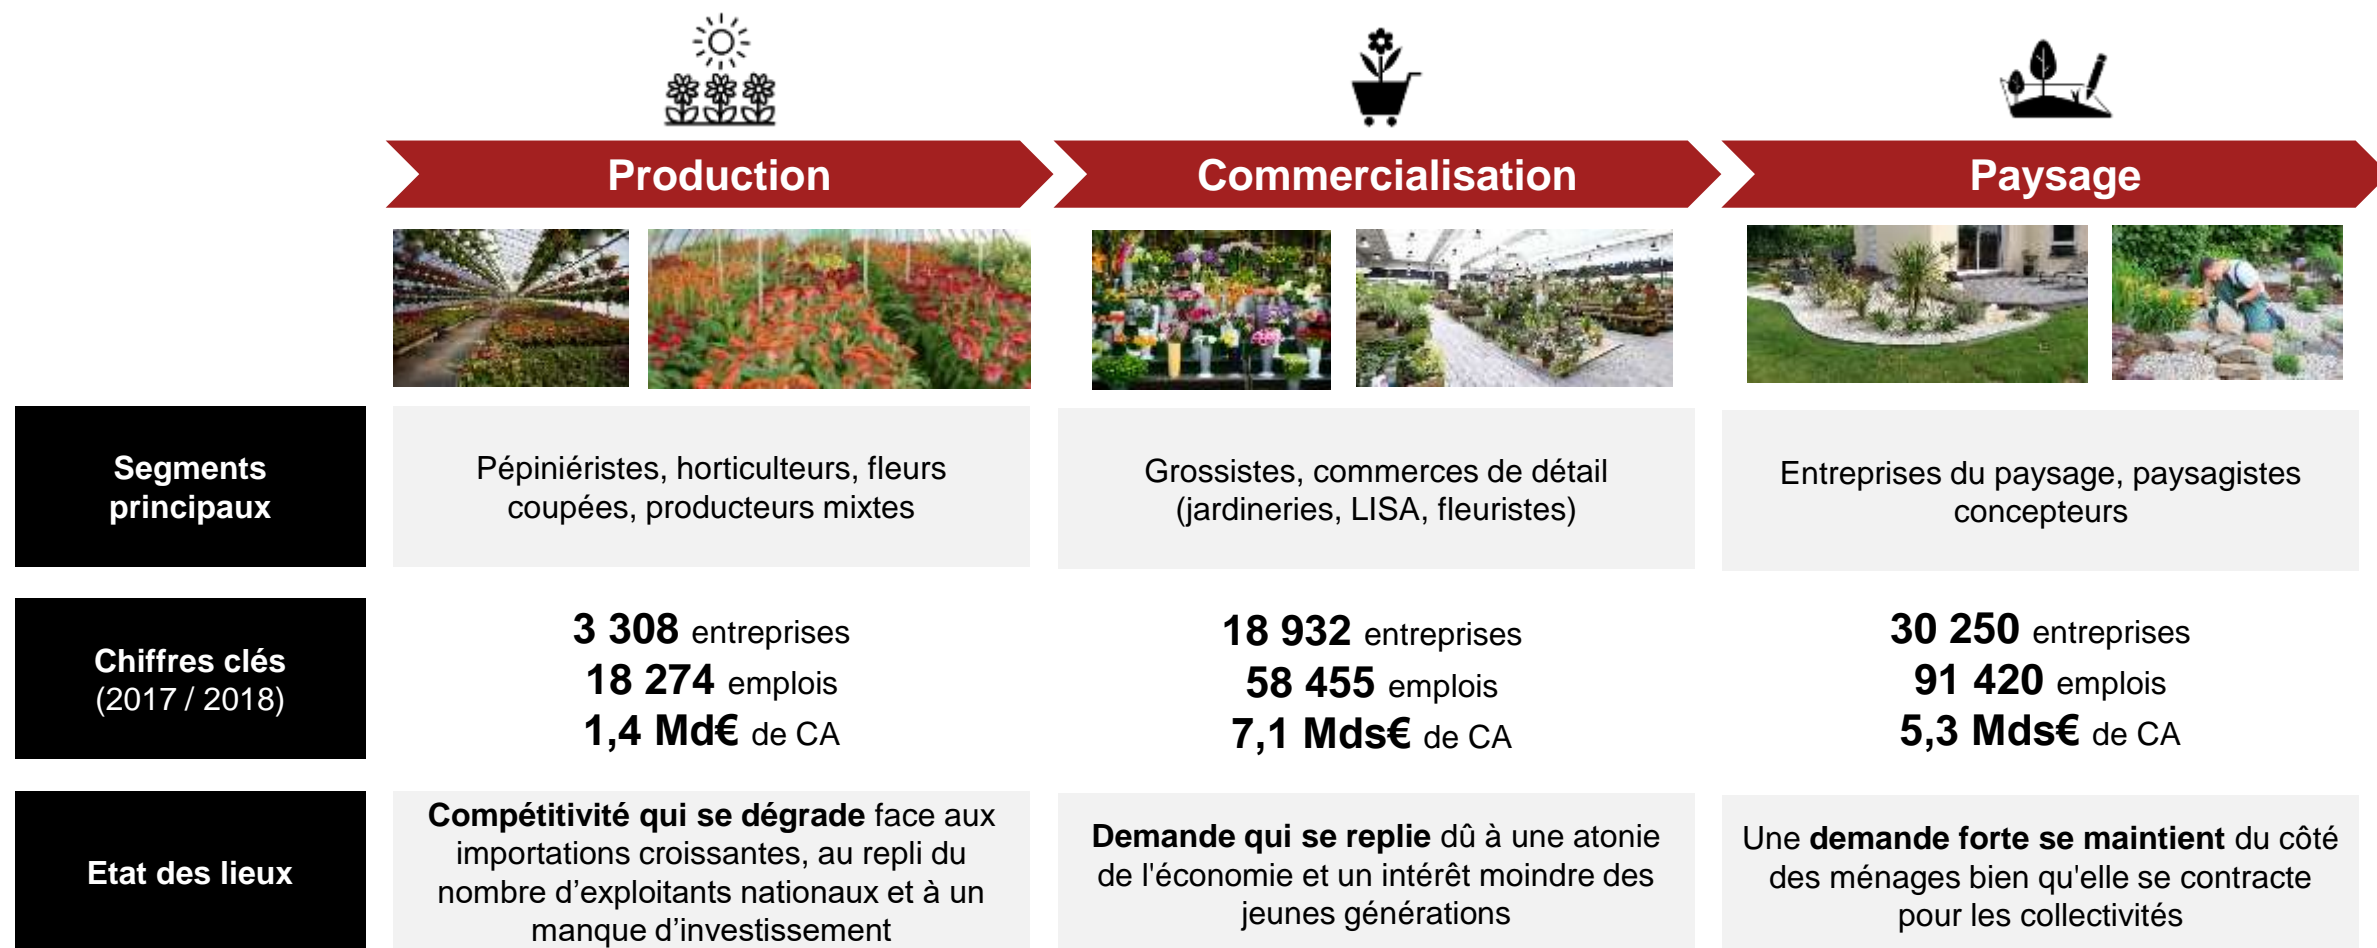 Production
Commercialisation
Paysage
Segments
principaux
Pépiniéristes, horticulteurs, fleurs
coupées, producteurs mixtes
Grossistes, commerces de détail
(jardineries, LISA, fleuristes)
Entreprises du paysage, paysagistes
concepteurs
Chiffres clés
(2017 / 2018)
3 308 entreprises
18 274 emplois
1,4 Md€ de CA
18 932 entreprises
58 455 emplois
7,1 Mds€ de CA
30 250 entreprises
91 420 emplois
5,3 Mds€ de CA
Etat des lieux
Compétitivité qui se dégrade face aux
importations croissantes, au repli du
nombre d’exploitants nationaux et à un
manque d’investissement
Demande qui se replie dû à une atonie
de l'économie et un intérêt moindre des
jeunes générations
Une demande forte se maintient du côté
des ménages bien qu'elle se contracte
pour les collectivités